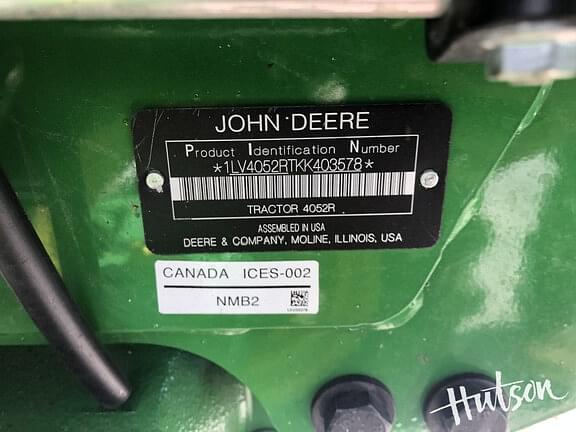 JOHN DEERE
Product Identification Number
*1LV4052RTKK403578*
TRACTOR 4052R
ASSEMBLED IN USA
DEERE & COMPANY, MOLINE, ILLINOIS, USA
CANADA ICES-002
NMB2
Hutson